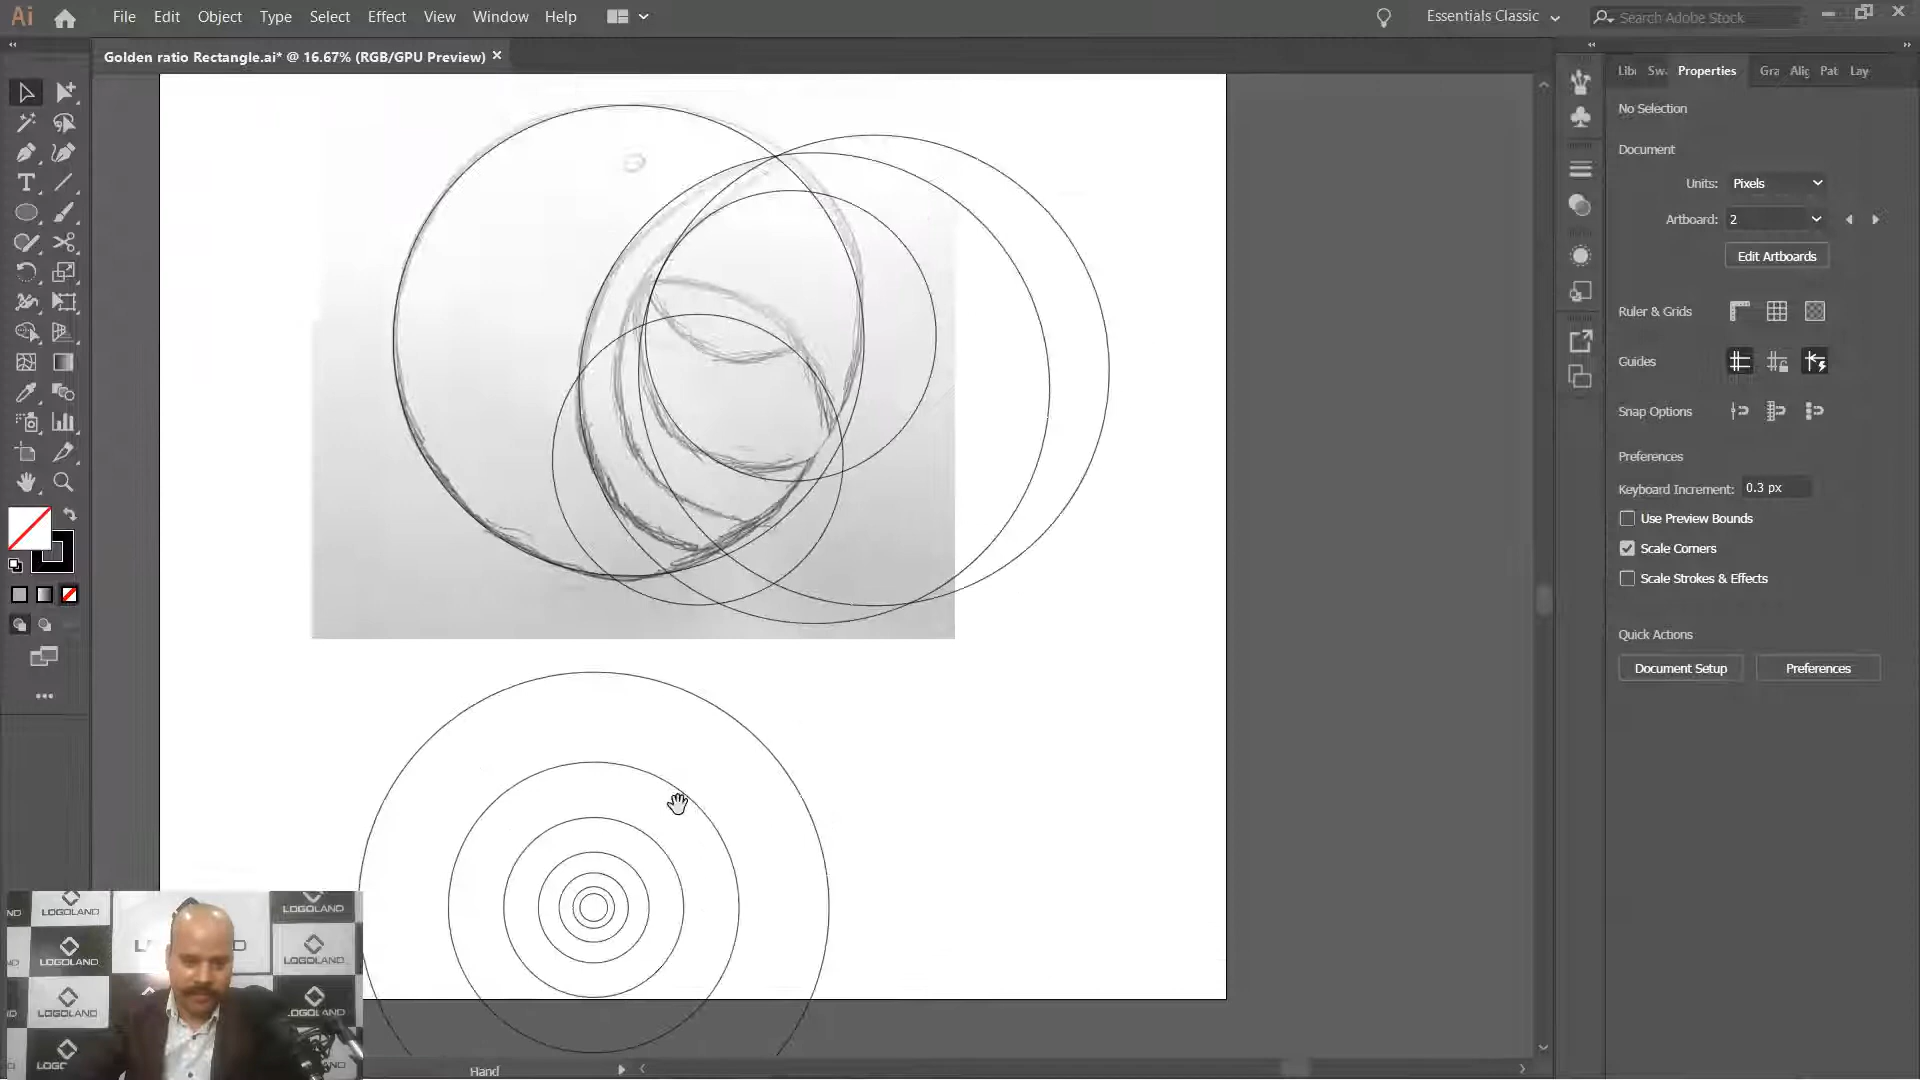 Ai File Edit Object Type Select Effect View Window Help Essentials Classic Search Adobe Stock
Golden ratio Rectangle.ai* @ 16.67% (RGB/GPU Preview) ×
Properties Gra Pat Lay
No Selection
Document
Units: Pixels
Artboard: 2
Edit Artboards
Ruler & Grids
Guides
Snap Options
Preferences
Keyboard Increment: 0.3 px
Use Preview Bounds
Scale Corners
Scale Strokes & Effects
Quick Actions
Document Setup Preferences
LOGOLAND LOGOLAND
LOGOLAND LOGOLAND
LOGOLAND LOGOLAND
Hand